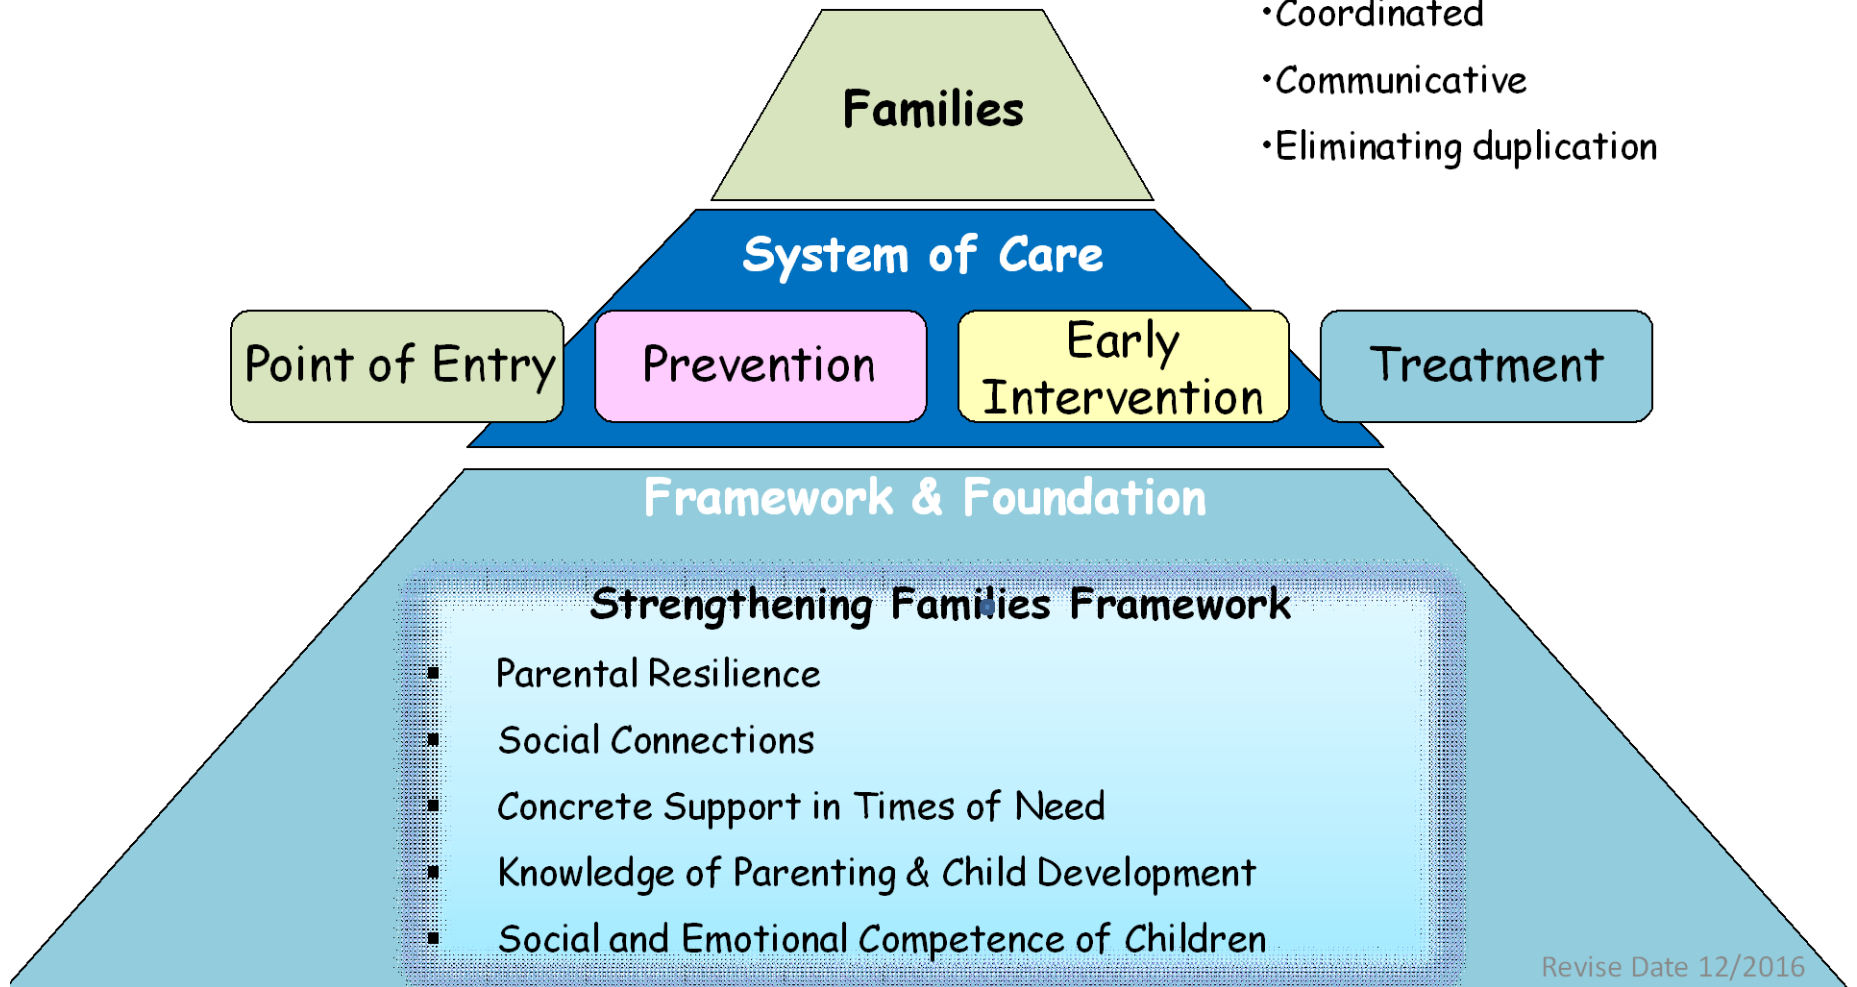 •Coordinated
•Communicative
•Eliminating duplication
Families
System of Care
Point of Entry
Prevention
Early
Intervention
Treatment
Framework & Foundation
Strengthening Families Framework
▪ Parental Resilience
▪ Social Connections
▪ Concrete Support in Times of Need
▪ Knowledge of Parenting & Child Development
▪ Social and Emotional Competence of Children
Revise Date 12/2016